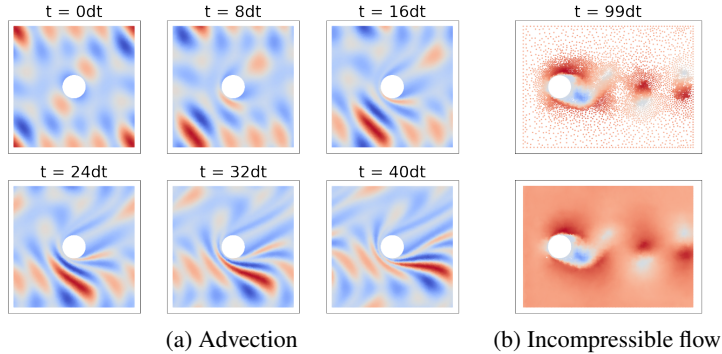 t = 0dt
t = 8dt
t = 16dt
t = 99dt
t = 24dt
t = 32dt
t = 40dt
(a) Advection
(b) Incompressible flow